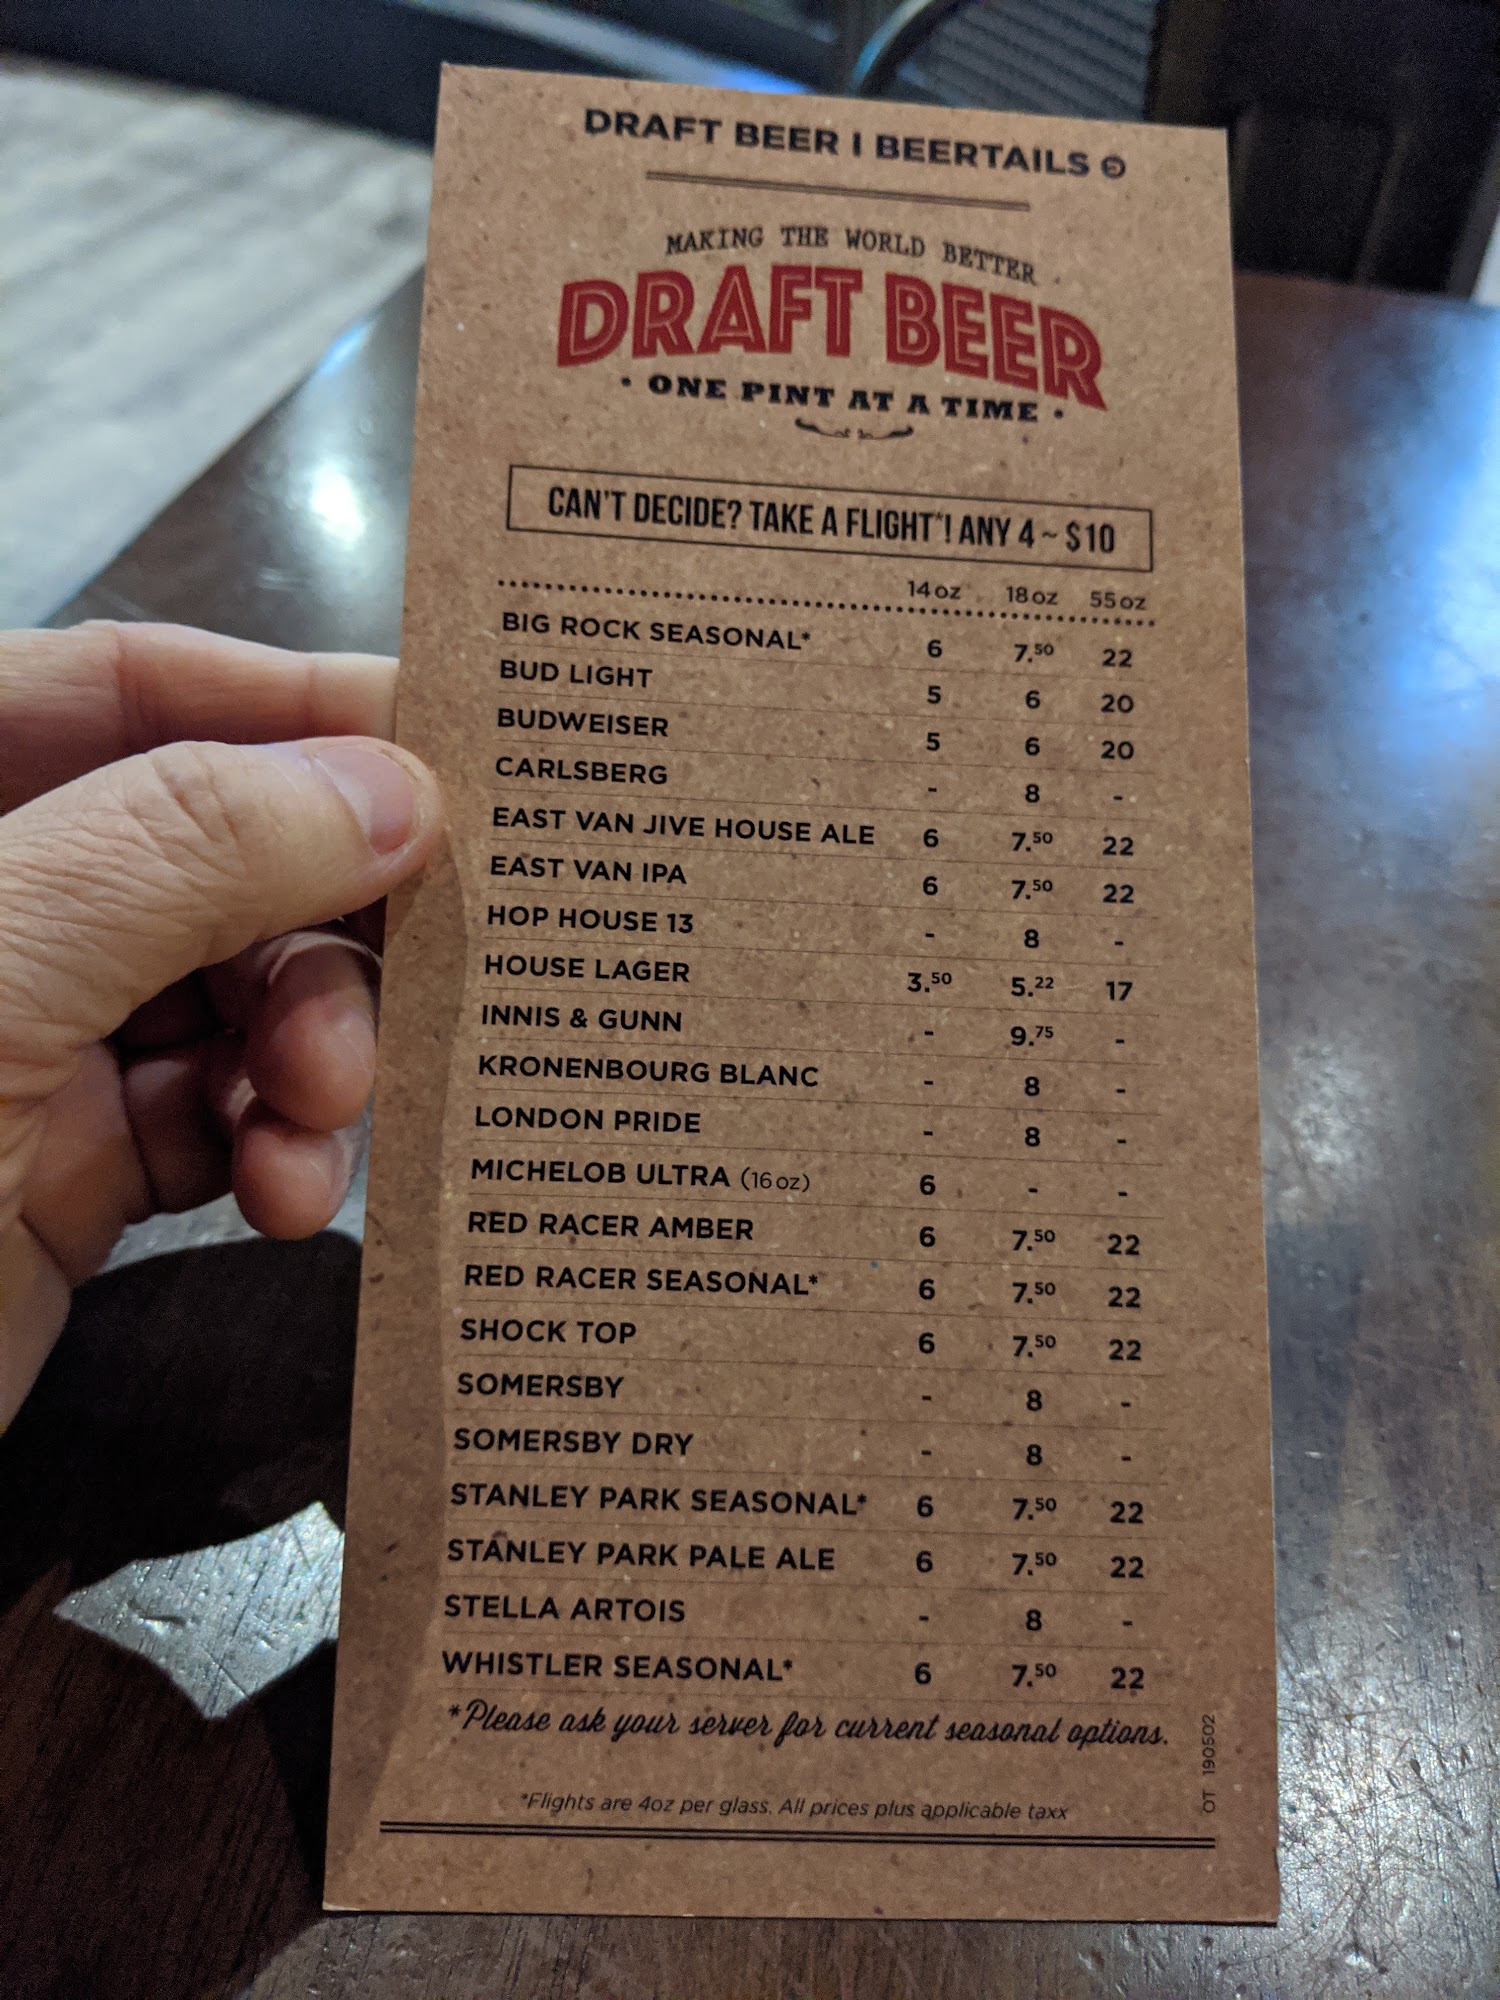 DRAFT BEER | BEERTAILS
MAKING THE WORLD BETTER
DRAFT BEER
• ONE PINT AT A TIME •
CAN'T DECIDE? TAKE A FLIGHT*! ANY 4 ~ $10
14oz 18oz 55oz
BIG ROCK SEASONAL* 6 7.50 22
BUD LIGHT 5 6 20
BUDWEISER 5 6 20
CARLSBERG - 8 -
EAST VAN JIVE HOUSE ALE 6 7.50 22
EAST VAN IPA 6 7.50 22
HOP HOUSE 13 - 8 -
HOUSE LAGER 3.50 5.22 17
INNIS & GUNN - 9.75 -
KRONENBOURG BLANC - 8 -
LONDON PRIDE - 8 -
MICHELOB ULTRA (16oz) 6 - -
RED RACER AMBER 6 7.50 22
RED RACER SEASONAL* 6 7.50 22
SHOCK TOP 6 7.50 22
SOMERSBY - 8 -
SOMERSBY DRY - 8 -
STANLEY PARK SEASONAL* 6 7.50 22
STANLEY PARK PALE ALE 6 7.50 22
STELLA ARTOIS - 8 -
WHISTLER SEASONAL* 6 7.50 22
*Please ask your server for current seasonal options.
*Flights are 4oz per glass. All prices plus applicable taxx
OT 190502